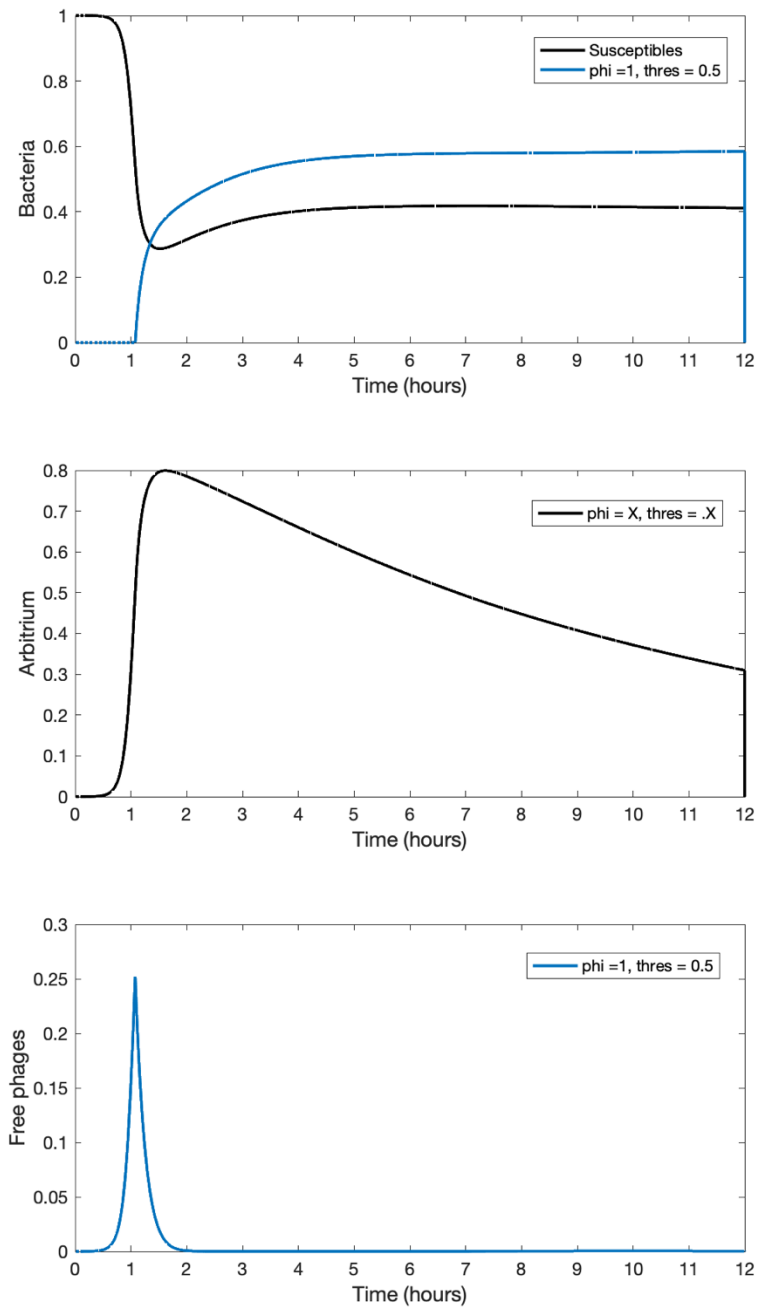 1
Susceptibles
phi =1, thres = 0.5
0.8
0.6
Bacteria
0.4
0.2
0
0 1 2 3 4 5 6 7 8 9 10 11 12
Time (hours)
0.8
phi = X, thres = .X
0.7
0.6
0.5
Arbitrium
0.4
0.3
0.2
0.1
0
0 1 2 3 4 5 6 7 8 9 10 11 12
Time (hours)
0.3
phi =1, thres = 0.5
0.25
0.2
Free phages
0.15
0.1
0.05
0
0 1 2 3 4 5 6 7 8 9 10 11 12
Time (hours)